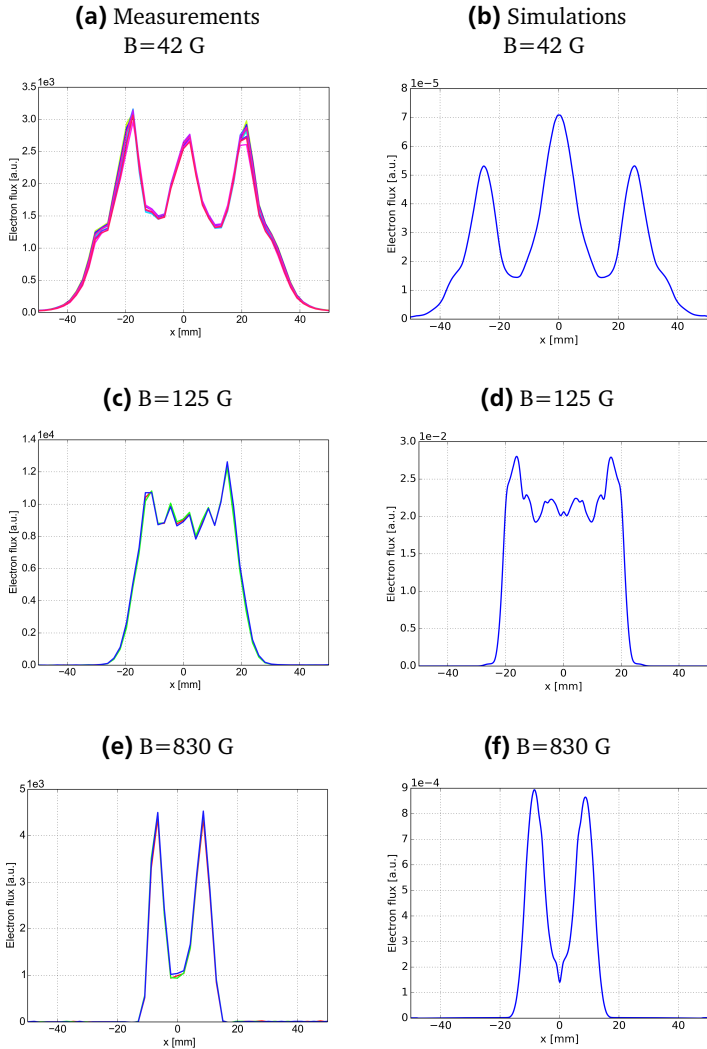 (a) Measurements
B=42 G
(b) Simulations
B=42 G
1e3
3.5
3.0
2.5
2.0
1.5
1.0
0.5
0.0
Electron flux [a.u.]
−40 −20 0 20 40
x [mm]
1e−5
8
7
6
5
4
3
2
1
0
Electron flux [a.u.]
−40 −20 0 20 40
x [mm]
(c) B=125 G
(d) B=125 G
1e4
1.4
1.2
1.0
0.8
0.6
0.4
0.2
0.0
Electron flux [a.u.]
−40 −20 0 20 40
x [mm]
1e−2
3.0
2.5
2.0
1.5
1.0
0.5
0.0
Electron flux [a.u.]
−40 −20 0 20 40
x [mm]
(e) B=830 G
(f) B=830 G
1e3
5
4
3
2
1
0
Electron flux [a.u.]
−40 −20 0 20 40
x [mm]
1e−4
9
8
7
6
5
4
3
2
1
0
Electron flux [a.u.]
−40 −20 0 20 40
x [mm]